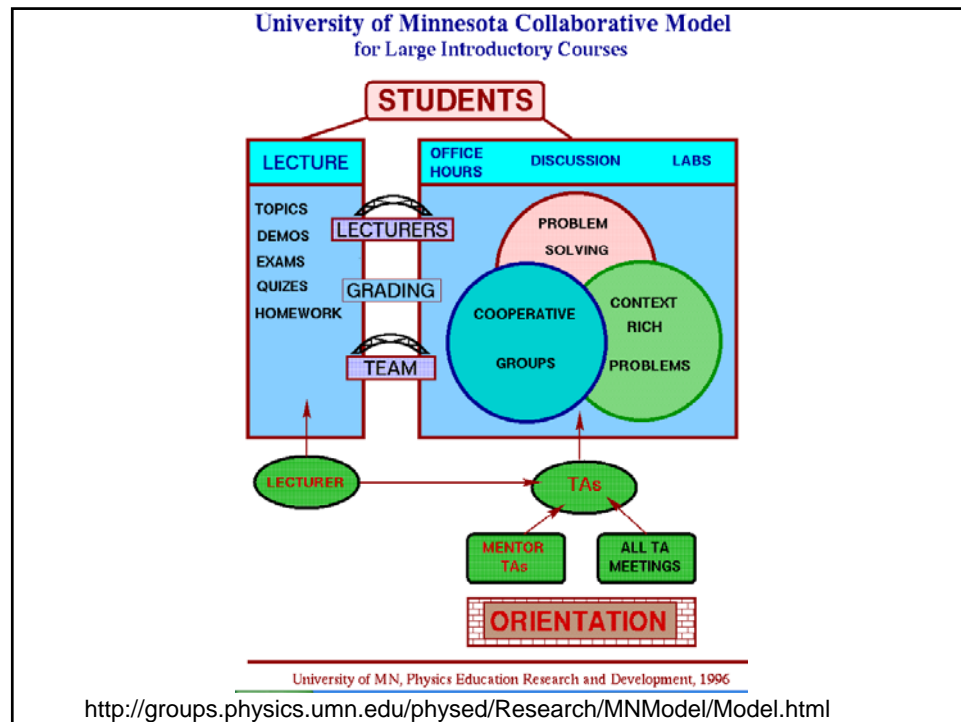 University of Minnesota Collaborative Model
for Large Introductory Courses
STUDENTS
LECTURE
OFFICE
HOURS
DISCUSSION
LABS
TOPICS
DEMOS
EXAMS
QUIZES
HOMEWORK
LECTURERS
GRADING
TEAM
PROBLEM
SOLVING
COOPERATIVE
GROUPS
CONTEXT
RICH
PROBLEMS
LECTURER
TAs
MENTOR
TAs
ALL TA
MEETINGS
ORIENTATION
University of MN, Physics Education Research and Development, 1996
http://groups.physics.umn.edu/physed/Research/MNModel/Model.html